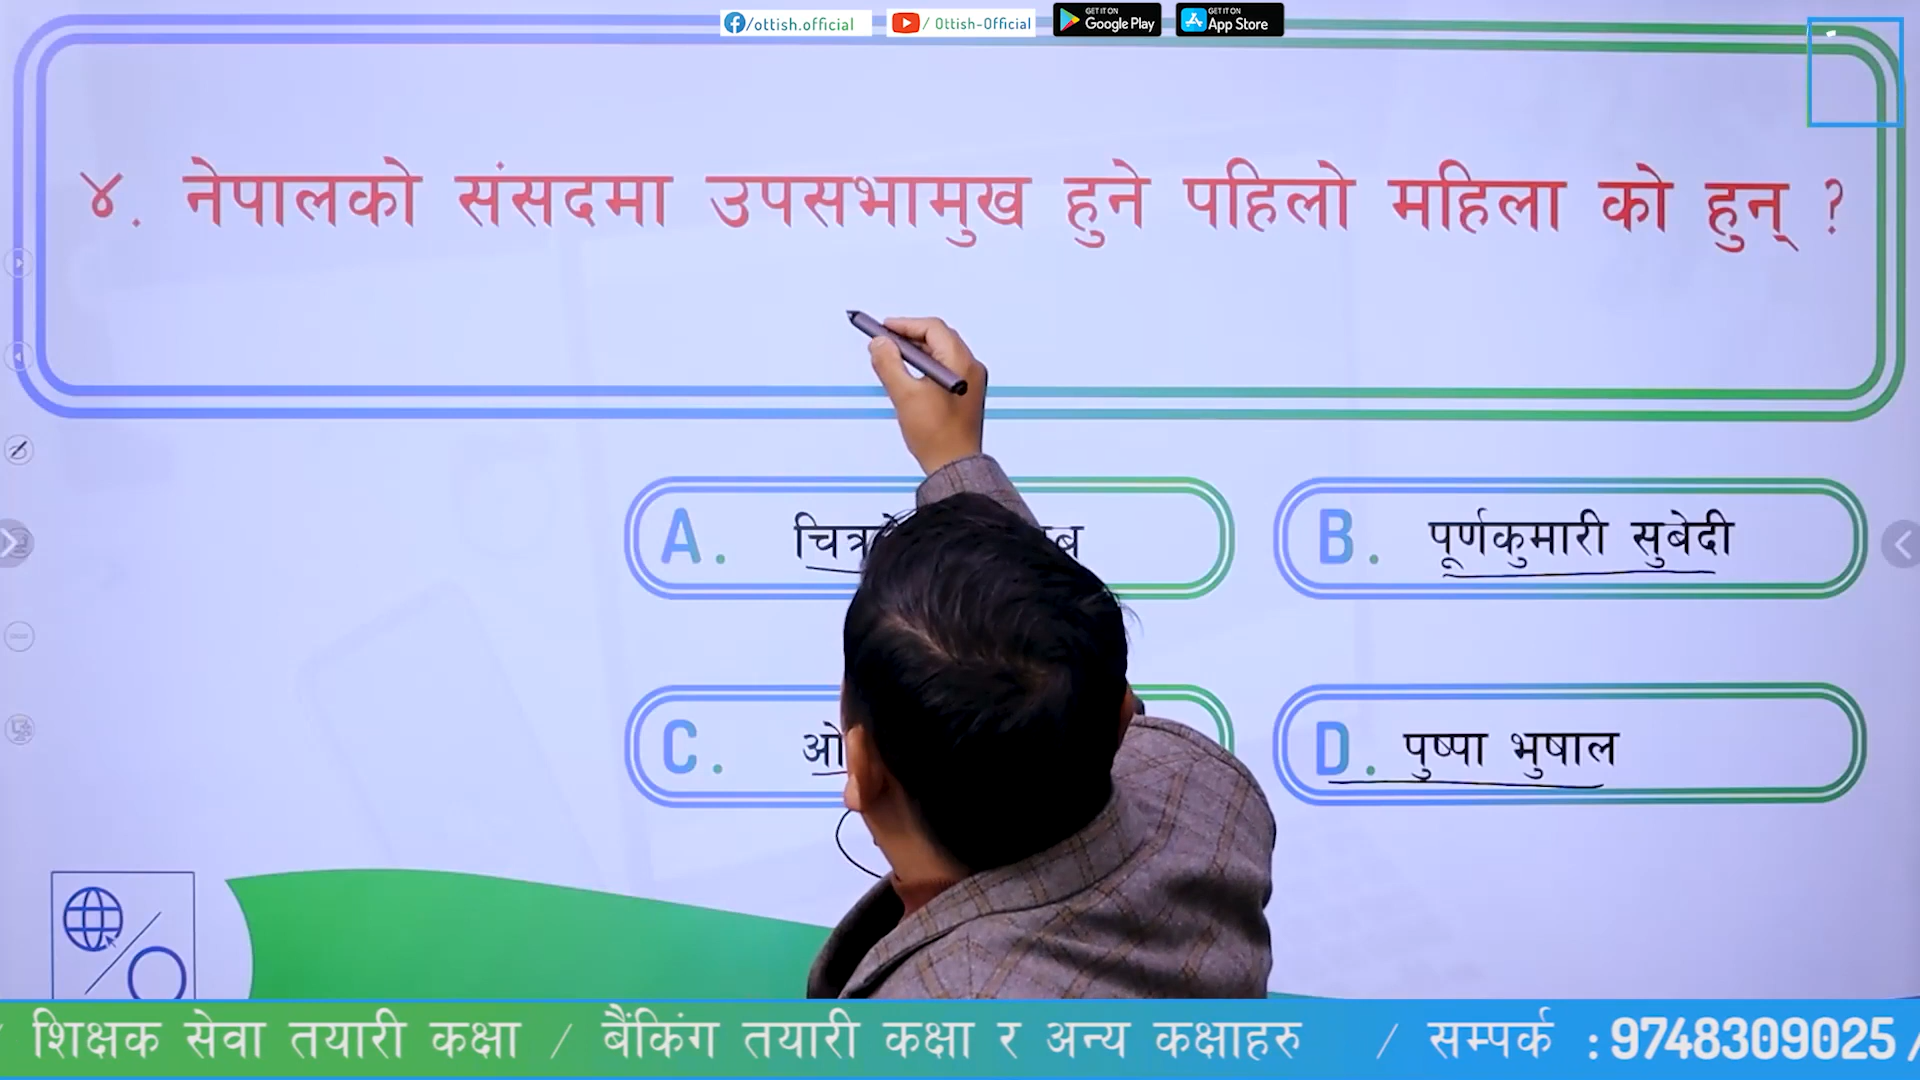 /ottish.official
/ Ottish-Official
GET IT ON
Google Play
GET IT ON
App Store
४. नेपालको संसदमा उपसभामुख हुने पहिलो महिला को हुन् ?
A.
B. पूर्णकुमारी सुबेदी
C.
D. पुष्पा भुषाल
/ शिक्षक सेवा तयारी कक्षा / बैंकिंग तयारी कक्षा र अन्य कक्षाहरु / सम्पर्क :9748309025 /